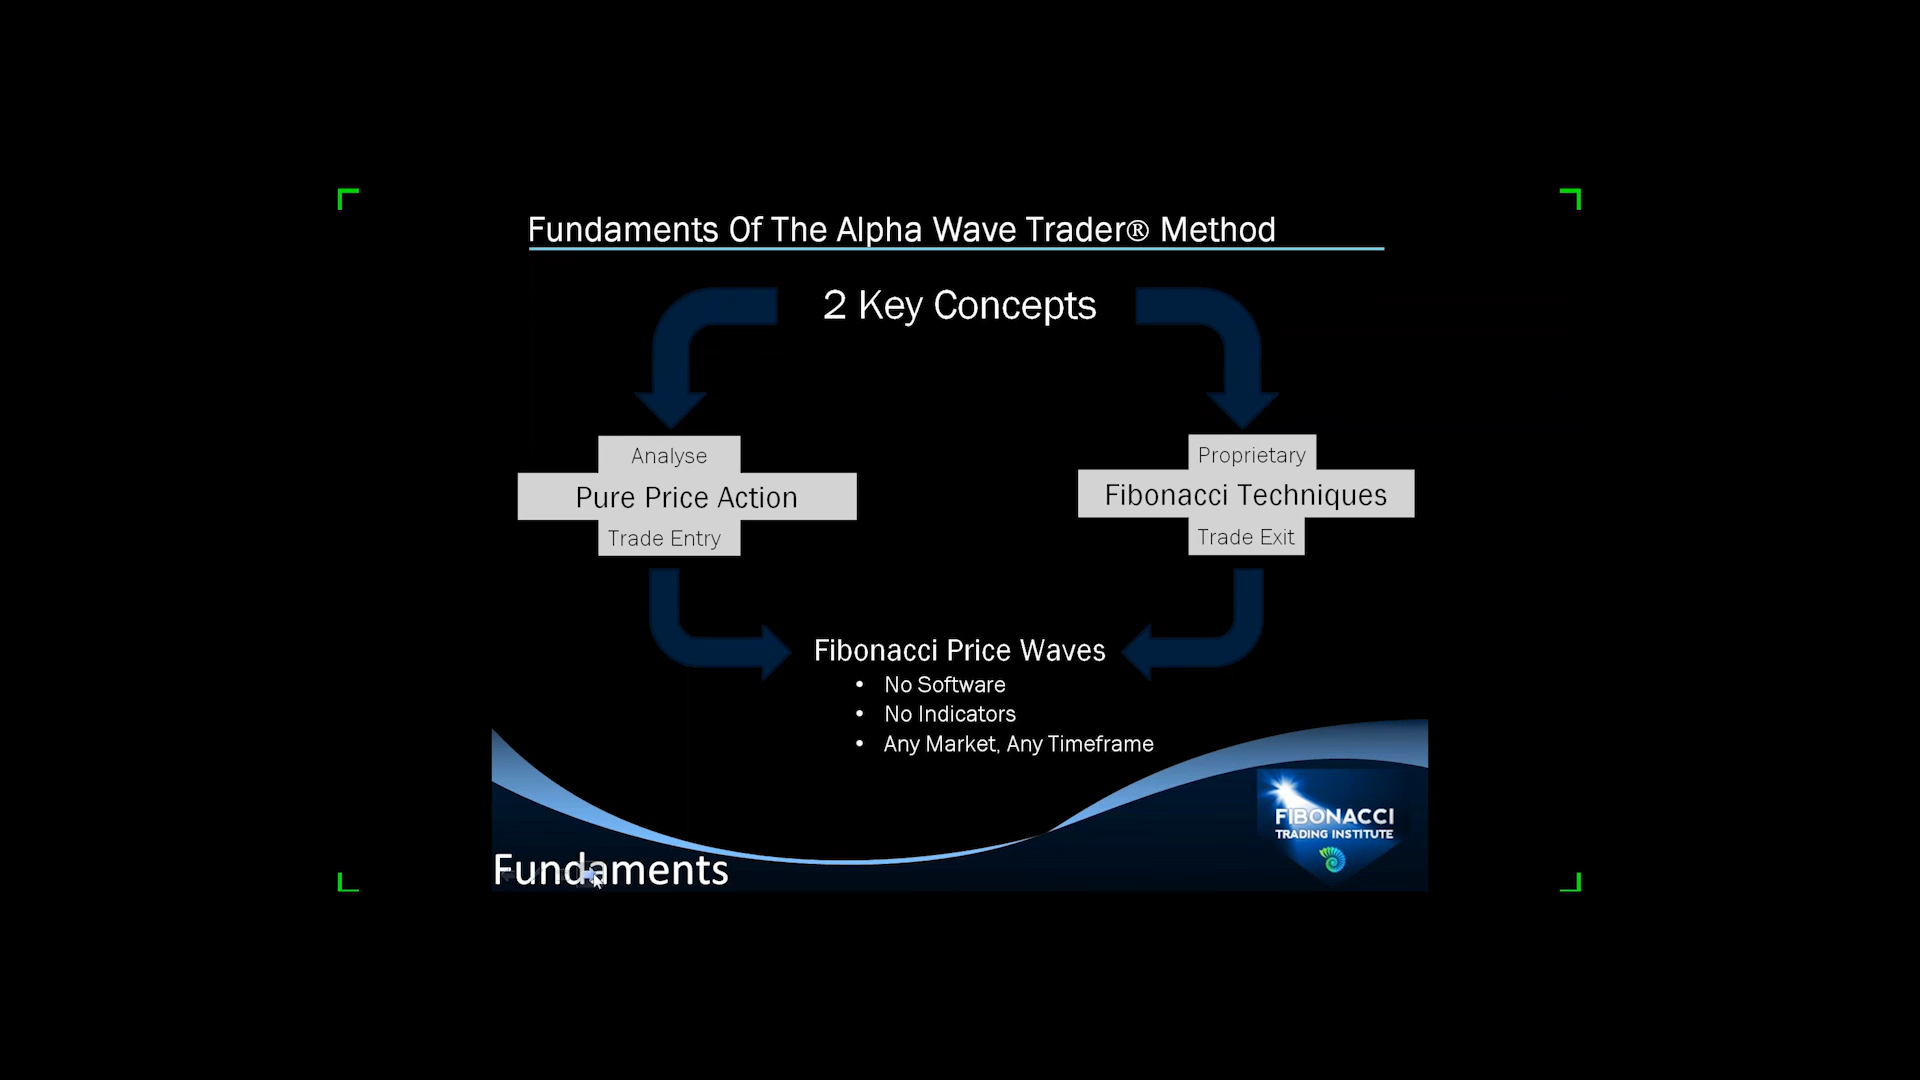 Fundaments Of The Alpha Wave Trader® Method
2 Key Concepts
Analyse
Pure Price Action
Trade Entry
Proprietary
Fibonacci Techniques
Trade Exit
Fibonacci Price Waves
• No Software
• No Indicators
• Any Market, Any Timeframe
FIBONACCI
TRADING INSTITUTE
Fundaments